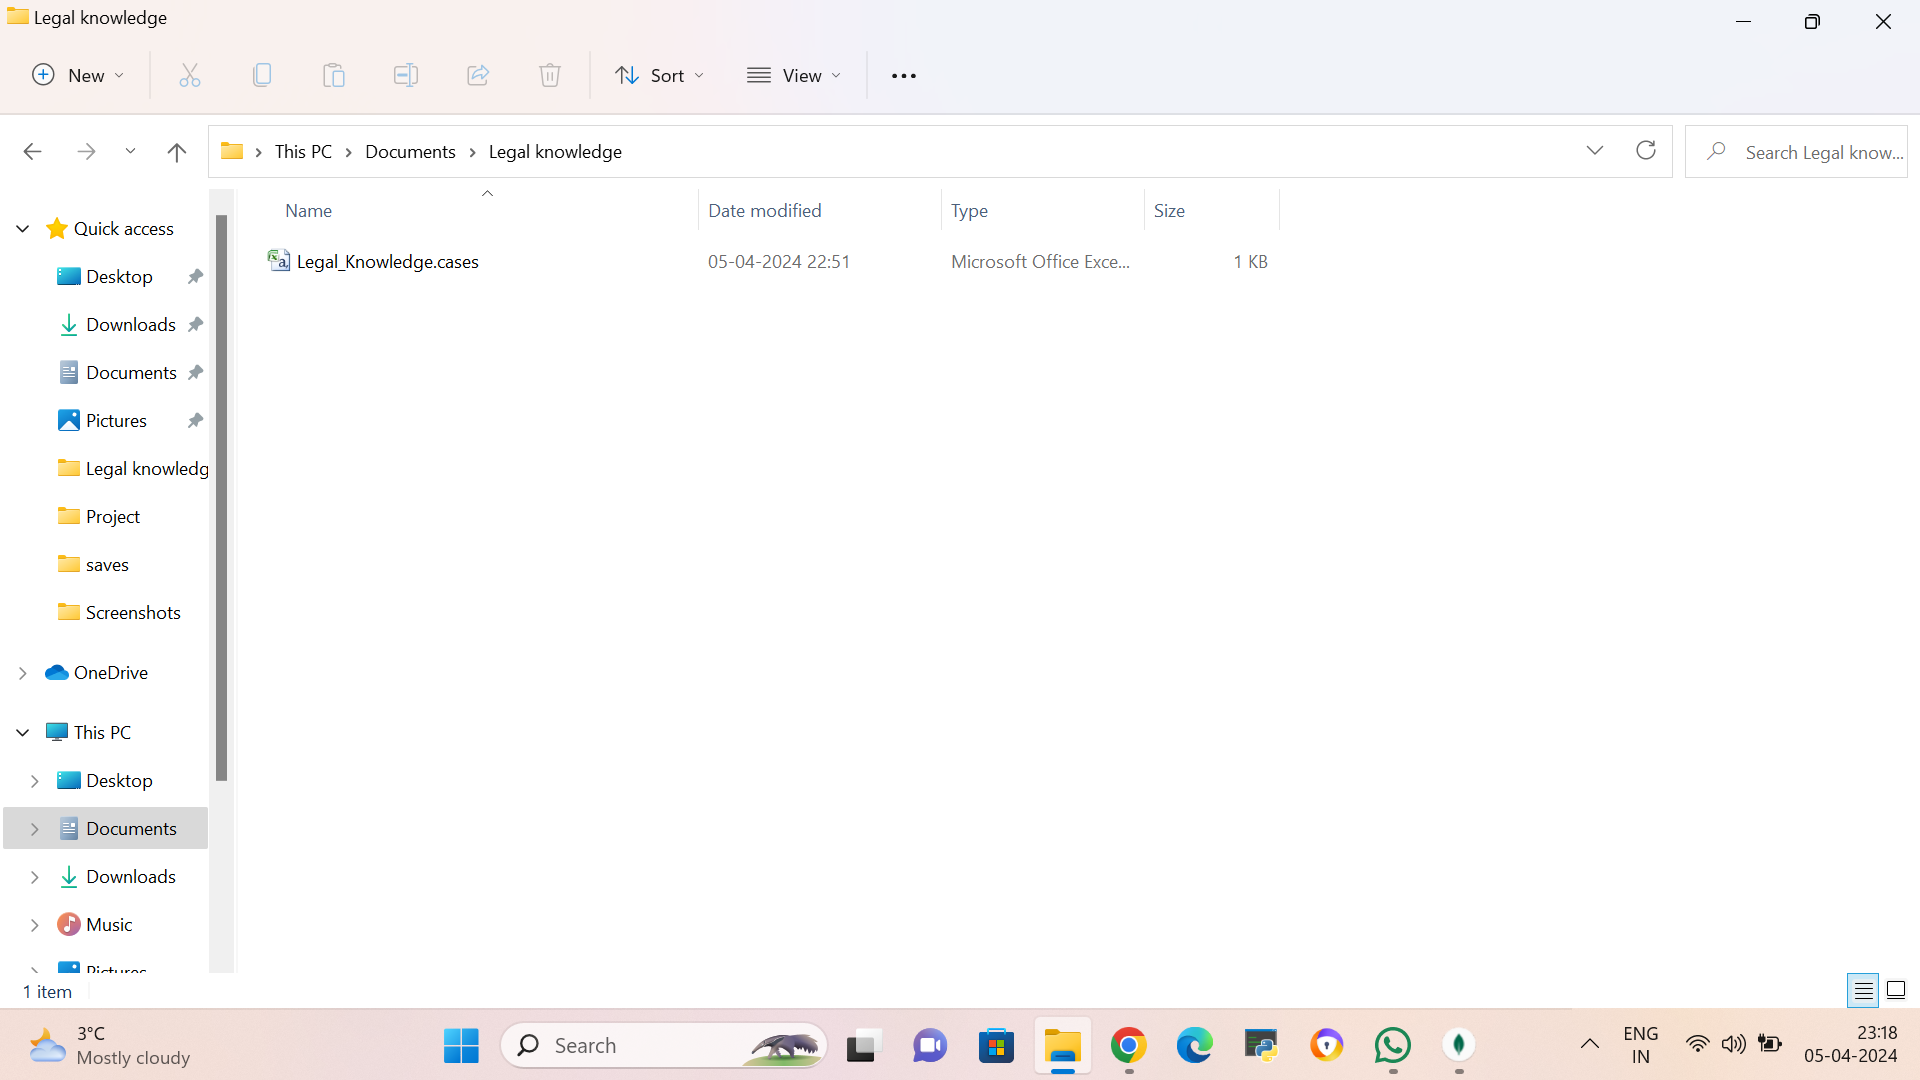 Legal knowledge
New
Sort
View
This PC
Documents
Legal knowledge
Search Legal know...
Name
Date modified
Type
Size
Legal_Knowledge.cases
05-04-2024 22:51
Microsoft Office Exce...
1 KB
Quick access
Desktop
Downloads
Documents
Pictures
Legal knowledg
Project
saves
Screenshots
OneDrive
This PC
Desktop
Documents
Downloads
Music
Pictures
1 item
3°C
Mostly cloudy
Search
ENG
IN
23:18
05-04-2024